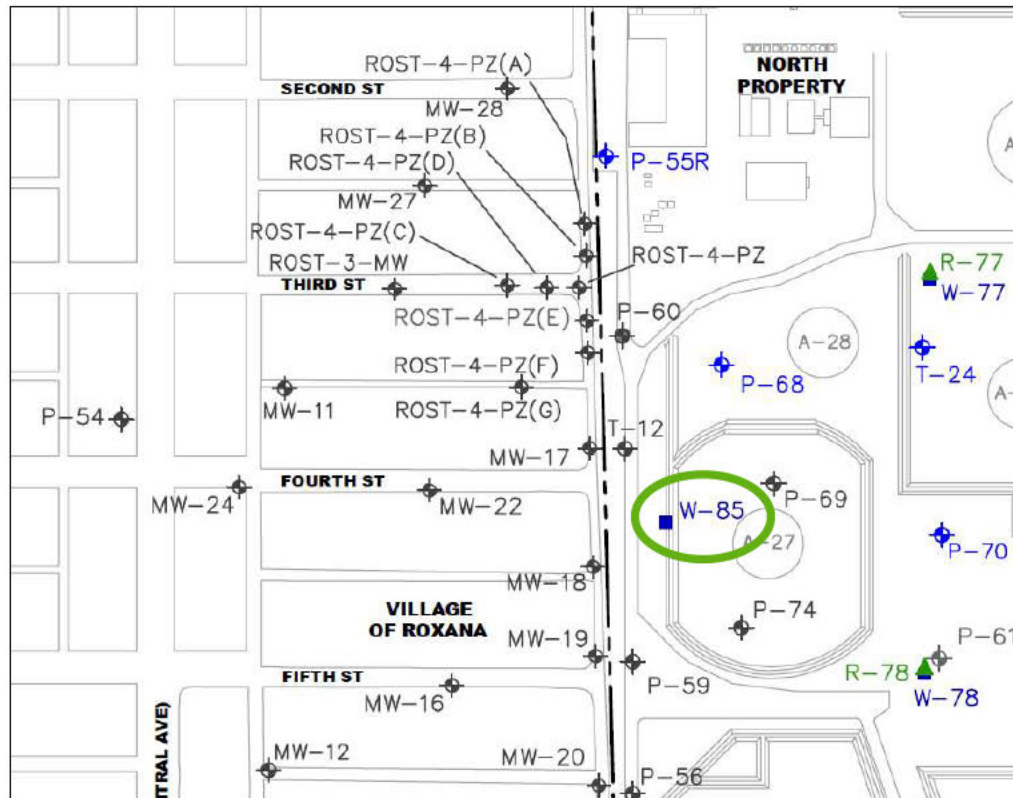 ROST-4-PZ(A)
SECOND ST
MW-28
NORTH
PROPERTY
ROST-4-PZ(B)
ROST-4-PZ(D)
P-55R
MW-27
ROST-4-PZ(C)
ROST-3-MW
ROST-4-PZ
THIRD ST
R-77
W-77
ROST-4-PZ(E)
P-60
A-28
ROST-4-PZ(F)
P-68
T-24
MW-11
ROST-4-PZ(G)
P-54
T-12
MW-17
FOURTH ST
MW-24
MW-22
P-69
W-85
A-27
P-70
MW-18
VILLAGE
OF ROXANA
P-74
MW-19
P-61
FIFTH ST
P-59
R-78
MW-16
W-78
MW-12
MW-20
P-56
NTRAL AVE)